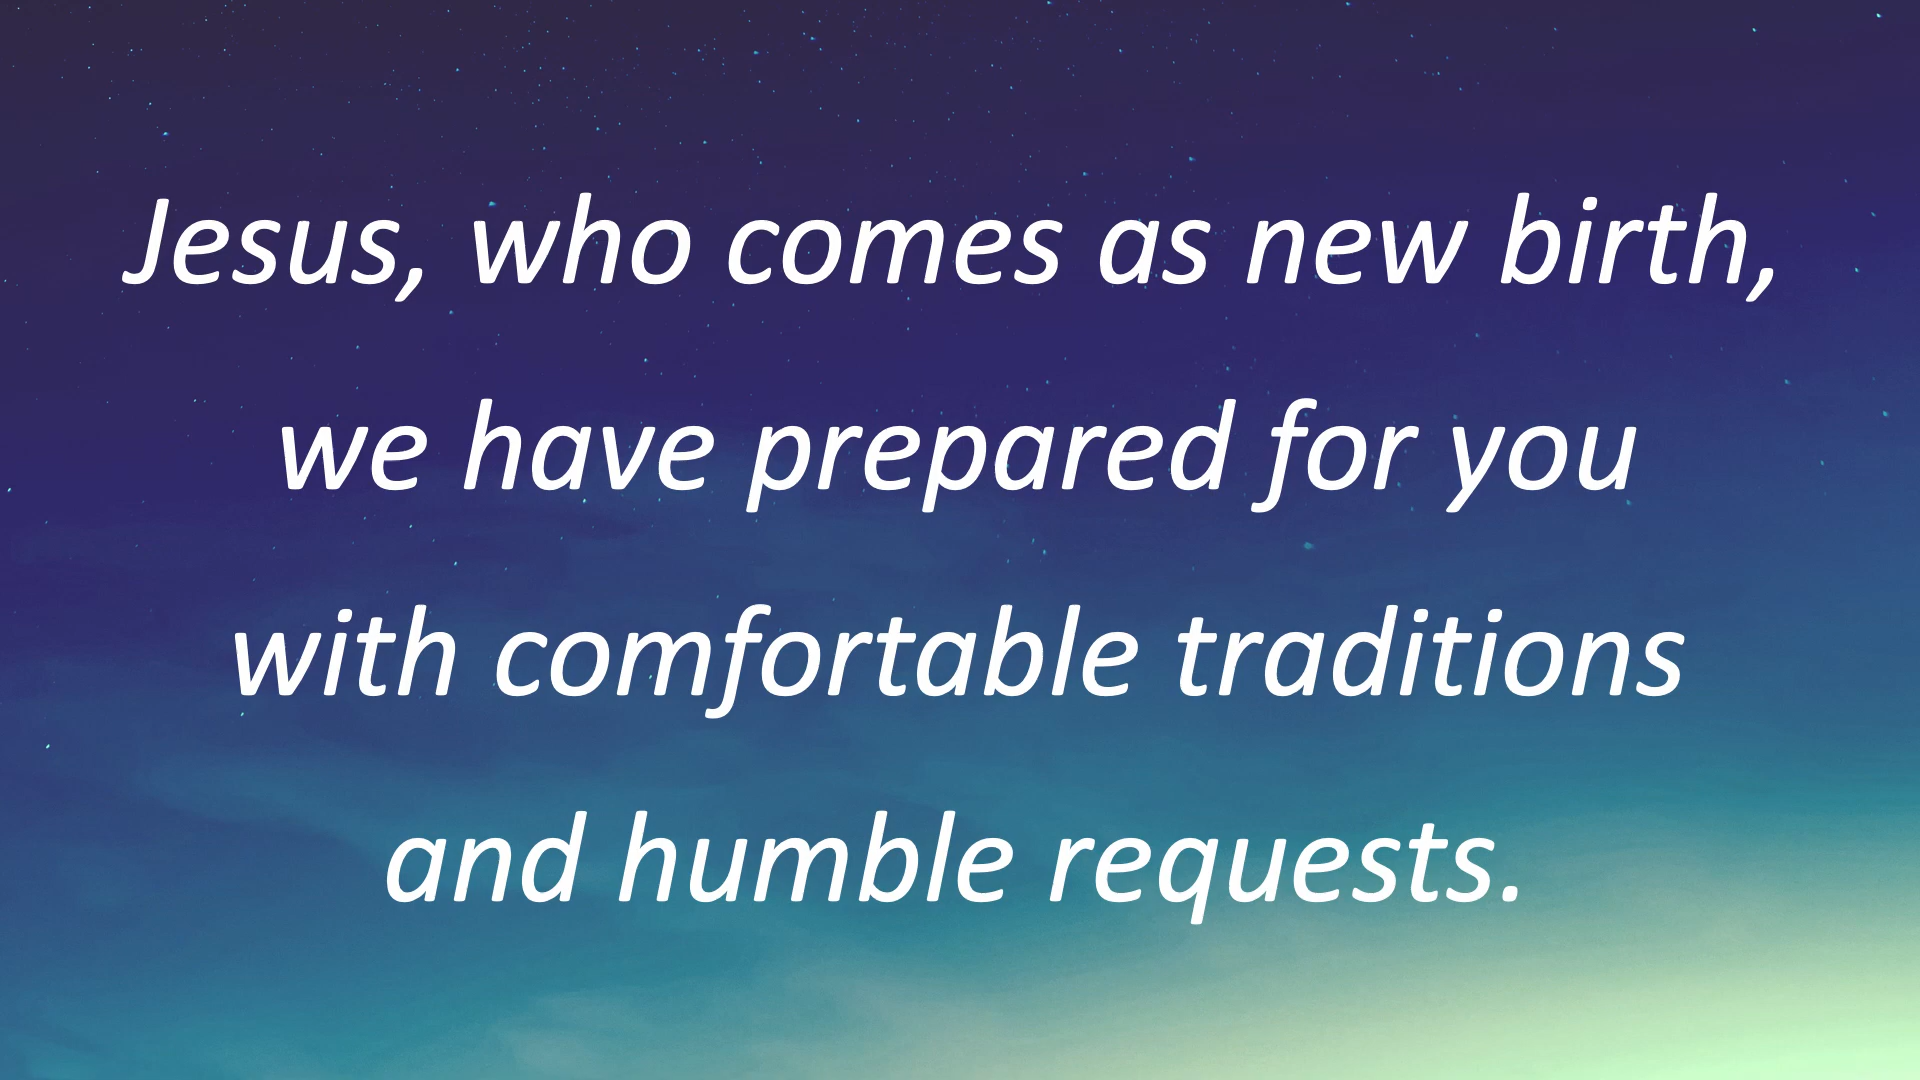 Jesus, who comes as new birth,
we have prepared for you
with comfortable traditions
and humble requests.